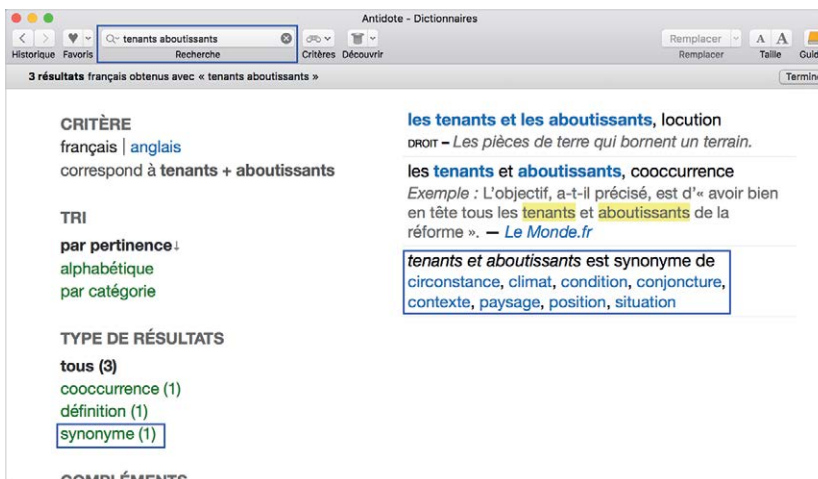 Antidote - Dictionnaires
tenants aboutissants
Remplacer
A A
Historique Favoris Recherche Critères Découvrir Remplacer Taille
3 résultats français obtenus avec « tenants aboutissants »
CRITÈRE
français | anglais
correspond à tenants + aboutissants
TRI
par pertinence↓
alphabétique
par catégorie
TYPE DE RÉSULTATS
tous (3)
cooccurrence (1)
définition (1)
synonyme (1)
COMPLÉMENTS
les tenants et les aboutissants, locution
DROIT – Les pièces de terre qui bornent un terrain.
les tenants et aboutissants, cooccurrence
Exemple : L'objectif, a-t-il précisé, est d'« avoir bien
en tête tous les tenants et aboutissants de la
réforme ». — Le Monde.fr
tenants et aboutissants est synonyme de
circonstance, climat, condition, conjoncture,
contexte, paysage, position, situation